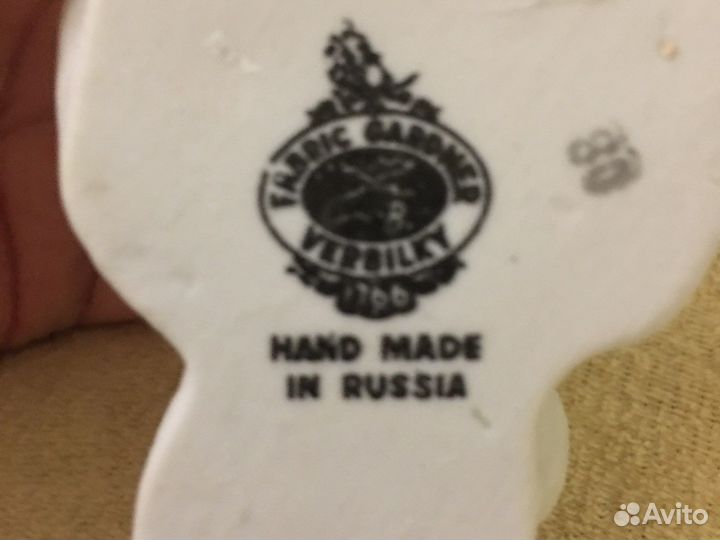 FABRIC GARDNER
VERBILKY
1766
HAND MADE
IN RUSSIA
80
Avito